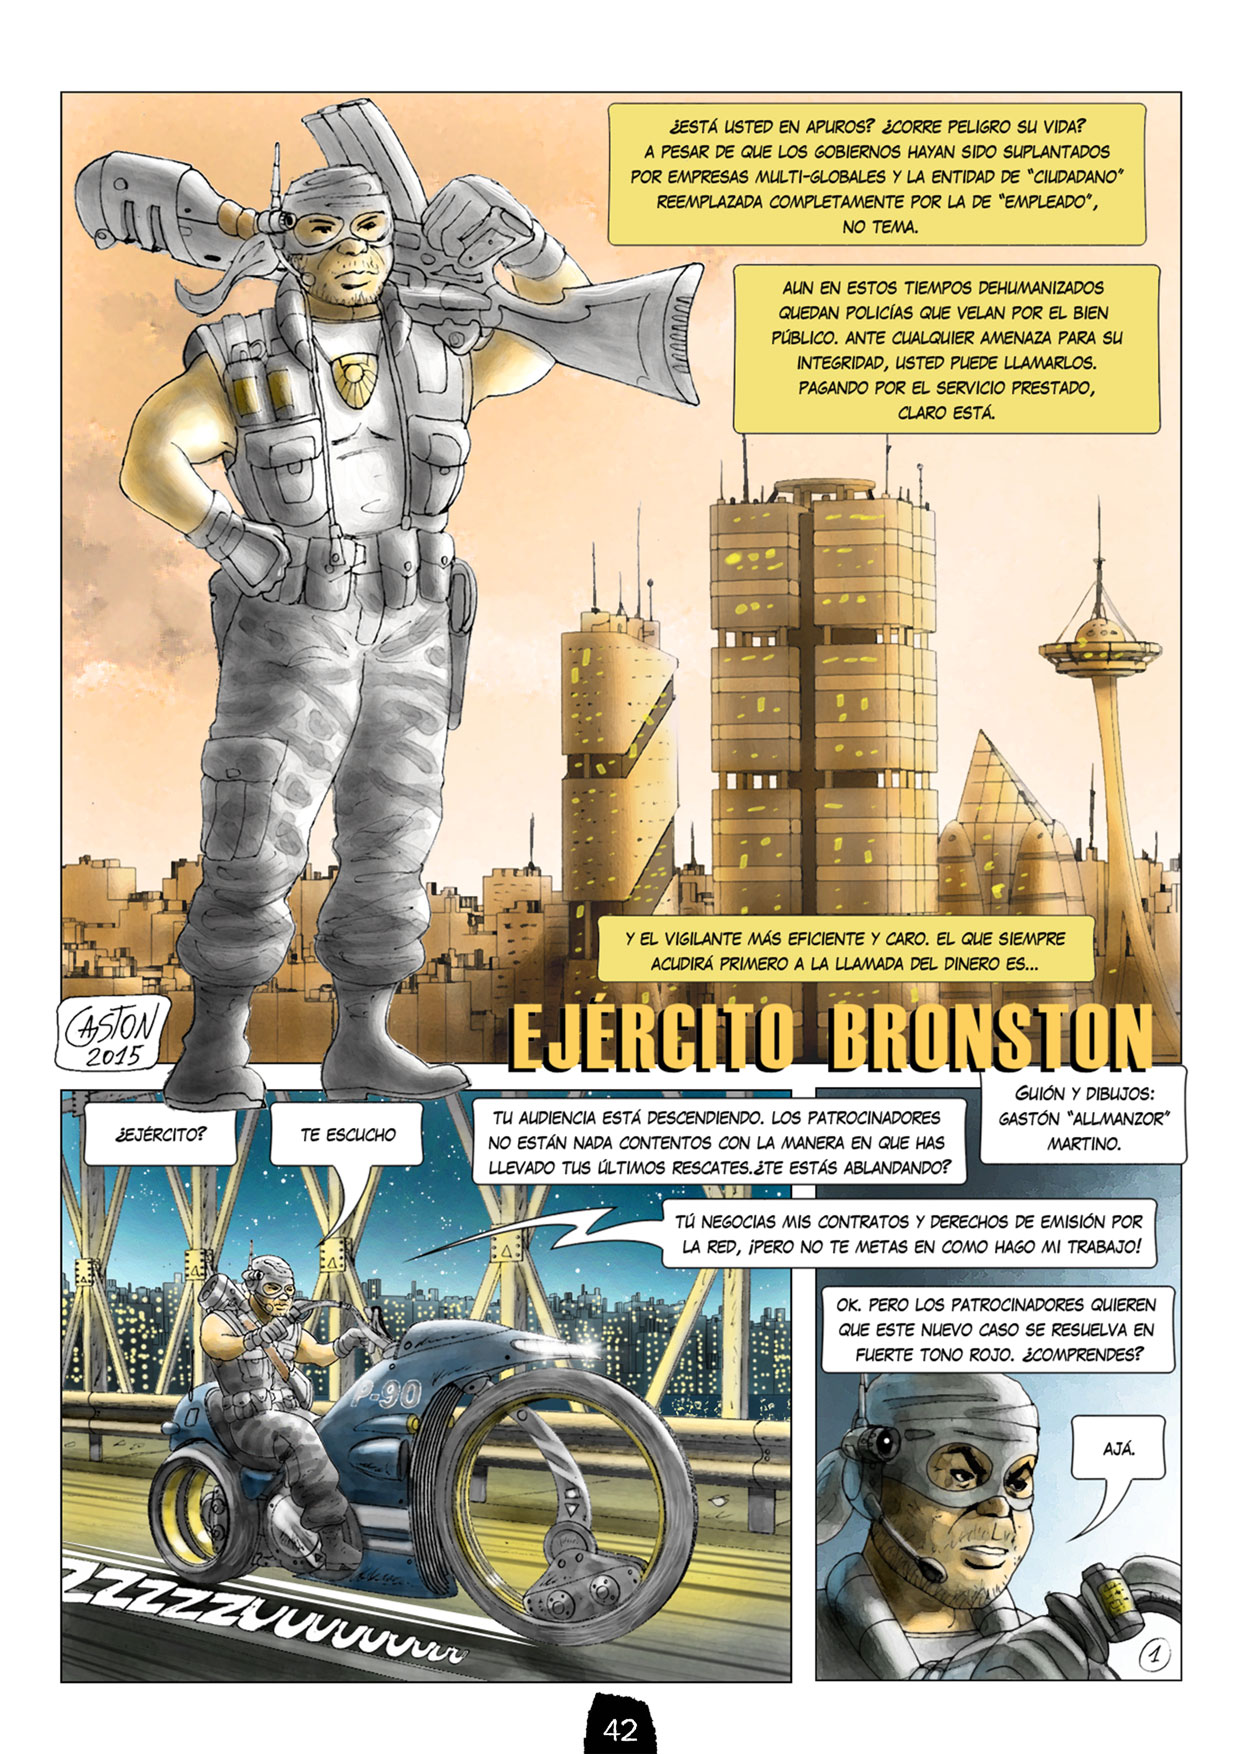 ¿ESTÁ USTED EN APUROS? ¿CORRE PELIGRO SU VIDA?
A PESAR DE QUE LOS GOBIERNOS HAYAN SIDO SUPLANTADOS
POR EMPRESAS MULTI-GLOBALES Y LA ENTIDAD DE "CIUDADANO"
REEMPLAZADA COMPLETAMENTE POR LA DE "EMPLEADO",
NO TEMA.
AUN EN ESTOS TIEMPOS DEHUMANIZADOS
QUEDAN POLICÍAS QUE VELAN POR EL BIEN
PÚBLICO. ANTE CUALQUIER AMENAZA PARA SU
INTEGRIDAD, USTED PUEDE LLAMARLOS.
PAGANDO POR EL SERVICIO PRESTADO,
CLARO ESTÁ.
Y EL VIGILANTE MÁS EFICIENTE Y CARO. EL QUE SIEMPRE
ACUDIRÁ PRIMERO A LA LLAMADA DEL DINERO ES...
EJÉRCITO BRONSTON
GASTON
2015
GUIÓN Y DIBUJOS:
GASTÓN "ALLMANZOR"
MARTINO.
¿EJÉRCITO?
TE ESCUCHO
TU AUDIENCIA ESTÁ DESCENDIENDO. LOS PATROCINADORES
NO ESTÁN NADA CONTENTOS CON LA MANERA EN QUE HAS
LLEVADO TUS ÚLTIMOS RESCATES.¿TE ESTÁS ABLANDANDO?
TÚ NEGOCIAS MIS CONTRATOS Y DERECHOS DE EMISIÓN POR
LA RED, ¡PERO NO TE METAS EN COMO HAGO MI TRABAJO!
P-90
ZZZZZZUUUUUUUrrrr
OK. PERO LOS PATROCINADORES QUIEREN
QUE ESTE NUEVO CASO SE RESUELVA EN
FUERTE TONO ROJO. ¿COMPRENDES?
AJÁ.
1
42